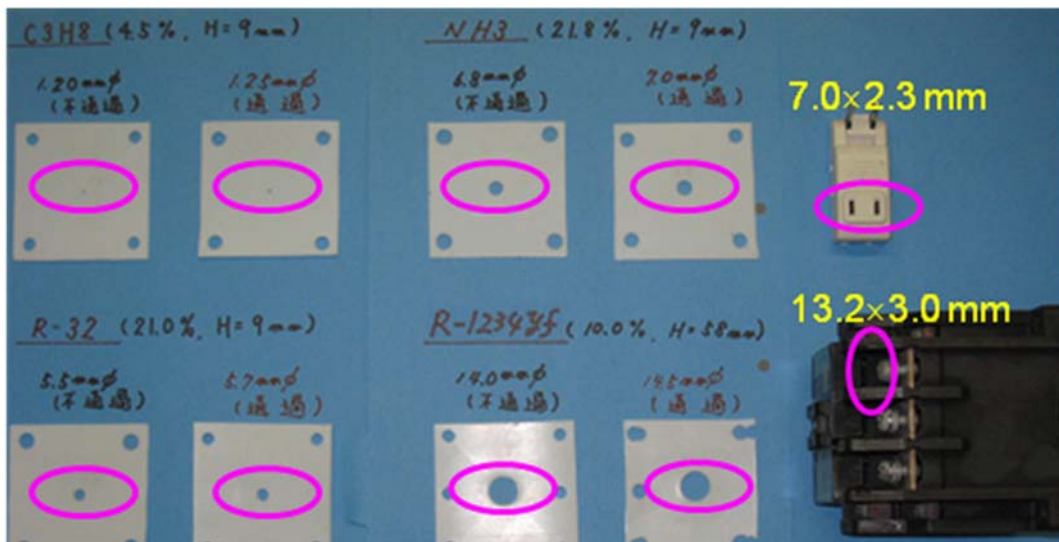 C3H8 (4.5%, H=9mm)
1.20mmφ
(不通過)
1.25mmφ
(通過)
NH3 (21.8%, H=9mm)
6.8mmφ
(不通過)
7.0mmφ
(通過)
7.0×2.3 mm
R-32 (21.0%, H=9mm)
5.5mmφ
(不通過)
5.7mmφ
(通過)
R-1234yf (10.0%, H=58mm)
14.0mmφ
(不通過)
14.5mmφ
(通過)
13.2×3.0 mm